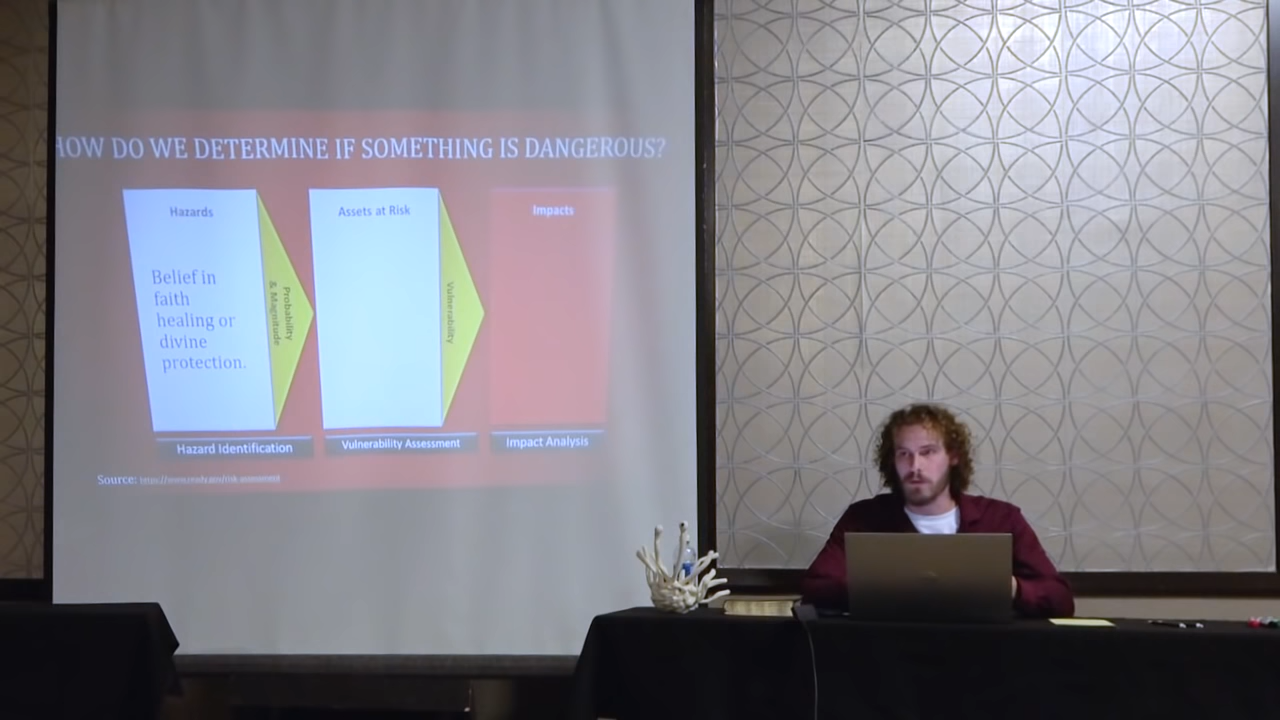 HOW DO WE DETERMINE IF SOMETHING IS DANGEROUS?
Hazards
Belief in
faith
healing or
divine
protection.
Probability
& Magnitude
Hazard Identification
Assets at Risk
Vulnerability
Vulnerability Assessment
Impacts
Impact Analysis
Source: